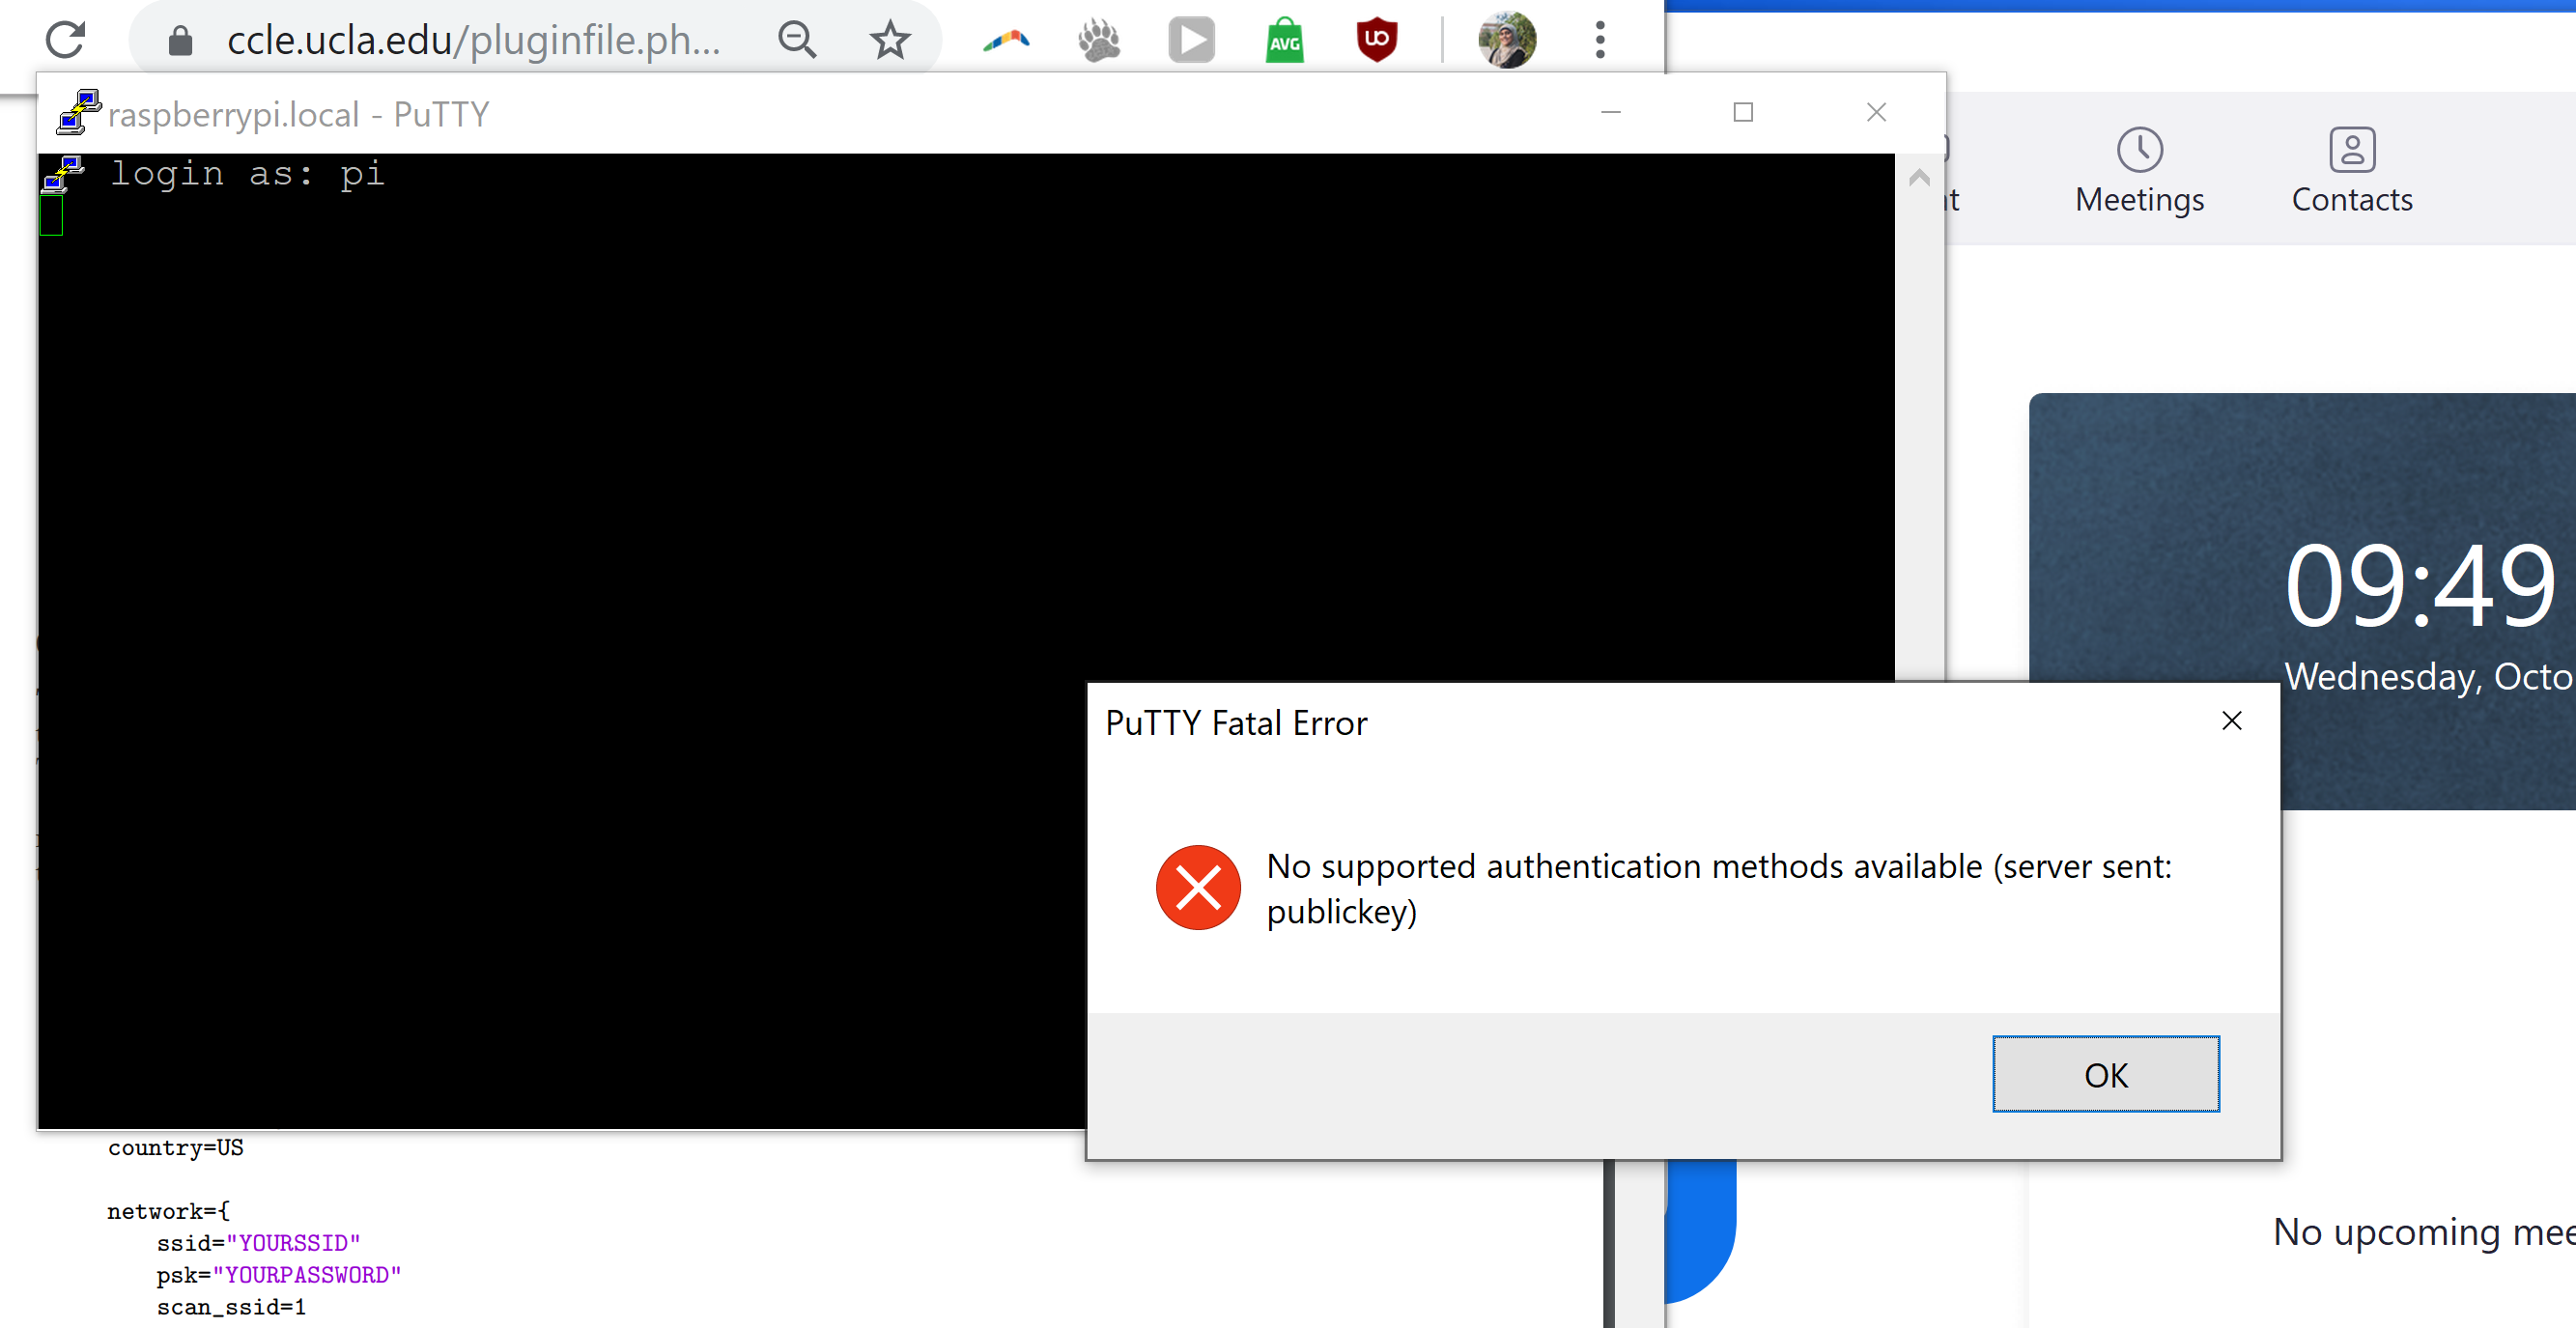 ccle.ucla.edu/pluginfile.ph...
AVG
raspberrypi.local - PuTTY
login as: pi
Meetings
Contacts
09:49
Wednesday, Octo
PuTTY Fatal Error
No supported authentication methods available (server sent:
publickey)
OK
country=US
network={
ssid="YOURSSID"
psk="YOURPASSWORD"
scan_ssid=1
No upcoming mee